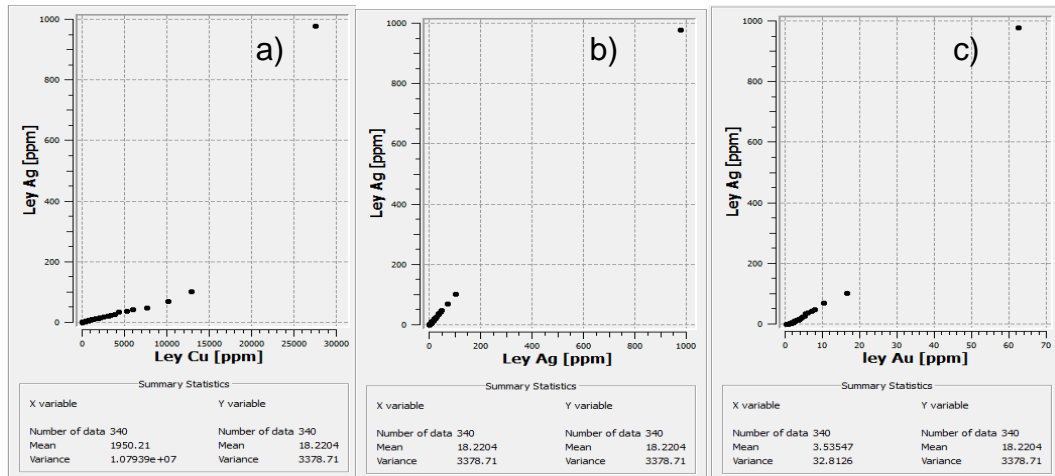 a)
Ley Ag [ppm]
1000
800
600
400
200
0
0 5000 10000 15000 20000 25000 30000
Ley Cu [ppm]
Summary Statistics
X variable Y variable
Number of data 340 Number of data 340
Mean 1950.21 Mean 18.2204
Variance 1.07939e+07 Variance 3378.71
b)
Ley Ag [ppm]
1000
800
600
400
200
0
0 200 400 600 800 1000
Ley Ag [ppm]
Summary Statistics
X variable Y variable
Number of data 340 Number of data 340
Mean 18.2204 Mean 18.2204
Variance 3378.71 Variance 3378.71
c)
Ley Ag [ppm]
1000
800
600
400
200
0
0 10 20 30 40 50 60 70
ley Au [ppm]
Summary Statistics
X variable Y variable
Number of data 340 Number of data 340
Mean 3.53547 Mean 18.2204
Variance 32.8126 Variance 3378.71